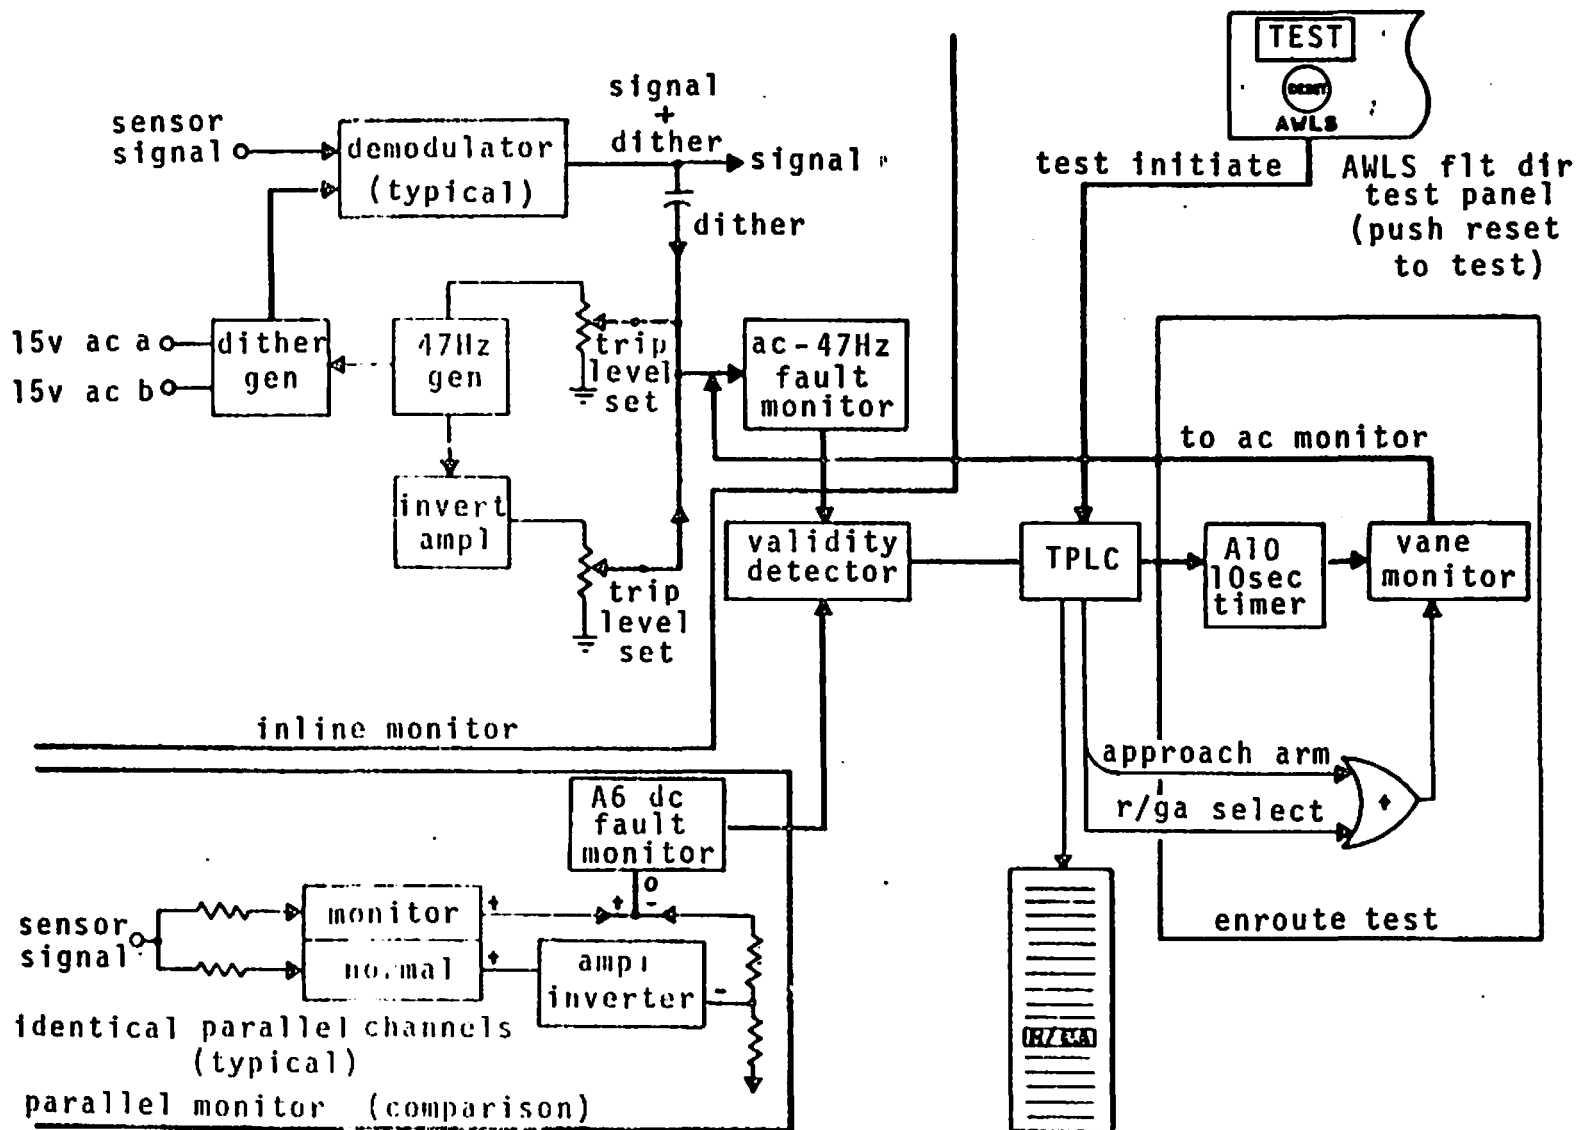 signal
+
dither
sensor
signal
demodulator
(typical)
signal
dither
15v ac a
15v ac b
dither
gen
47Hz
gen
trip
level
set
ac-47Hz
fault
monitor
invert
ampl
trip
level
set
validity
detector
inline monitor
TEST
RESET
AWLS
test initiate
AWLS flt dir
test panel
(push reset
to test)
to ac monitor
TPLC
A10
10sec
timer
vane
monitor
approach arm
r/ga select
+
enroute test
R/GA
A6 dc
fault
monitor
o
+ -
sensor
signal
monitor
+
normal
+
ampl
inverter
-
identical parallel channels
(typical)
parallel monitor (comparison)